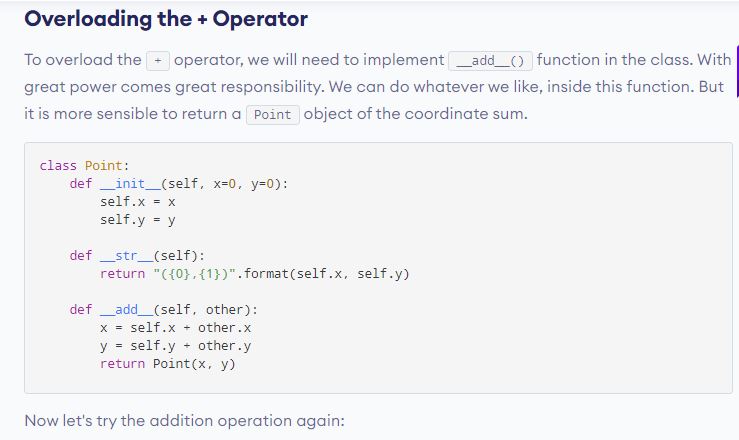 Overloading the + Operator
To overload the + operator, we will need to implement __add__() function in the class. With
great power comes great responsibility. We can do whatever we like, inside this function. But
it is more sensible to return a Point object of the coordinate sum.
class Point:
    def __init__(self, x=0, y=0):
        self.x = x
        self.y = y
    def __str__(self):
        return "({0},{1})".format(self.x, self.y)
    def __add__(self, other):
        x = self.x + other.x
        y = self.y + other.y
        return Point(x, y)
Now let's try the addition operation again: